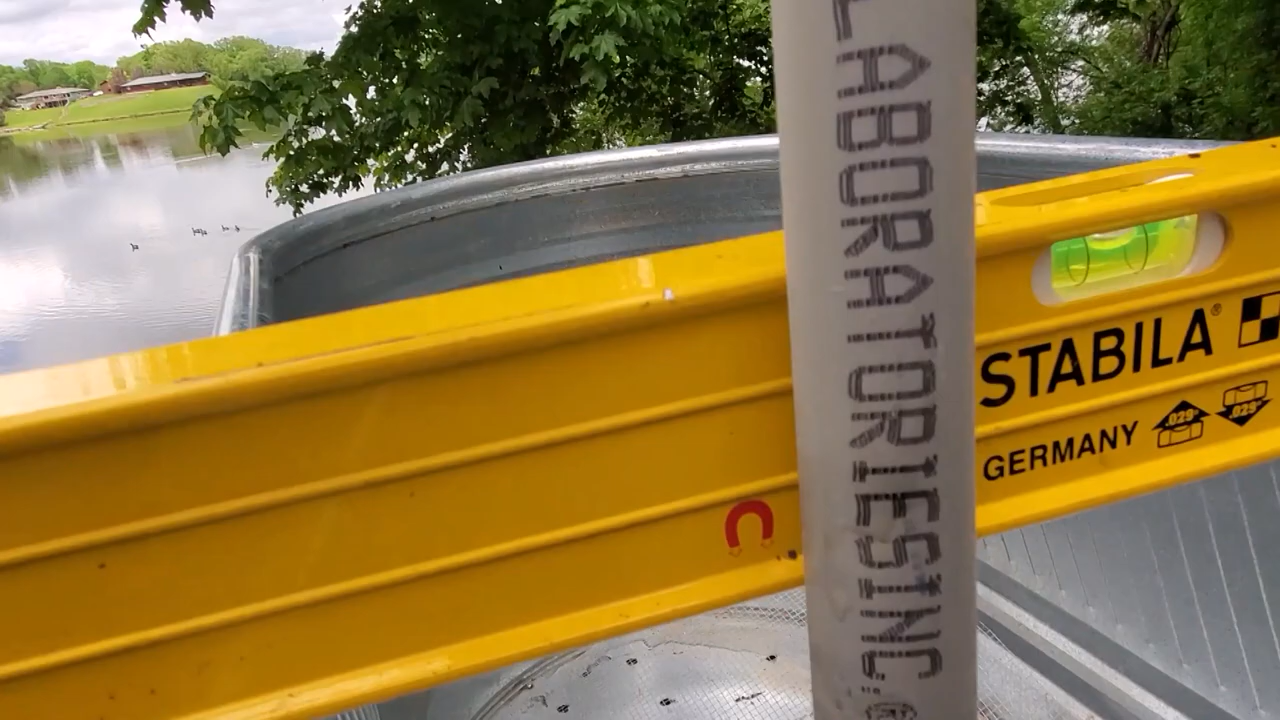 LABORATORIESINC.®
STABILA®
GERMANY
.029"
.029"